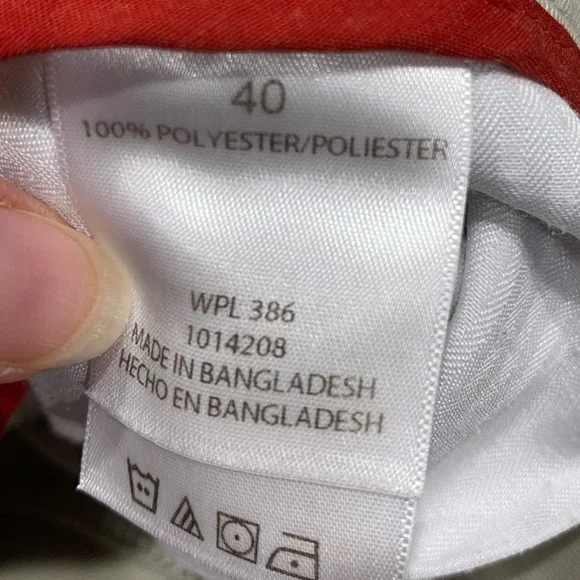 40
100% POLYESTER/POLIESTER
WPL 386
1014208
MADE IN BANGLADESH
HECHO EN BANGLADESH